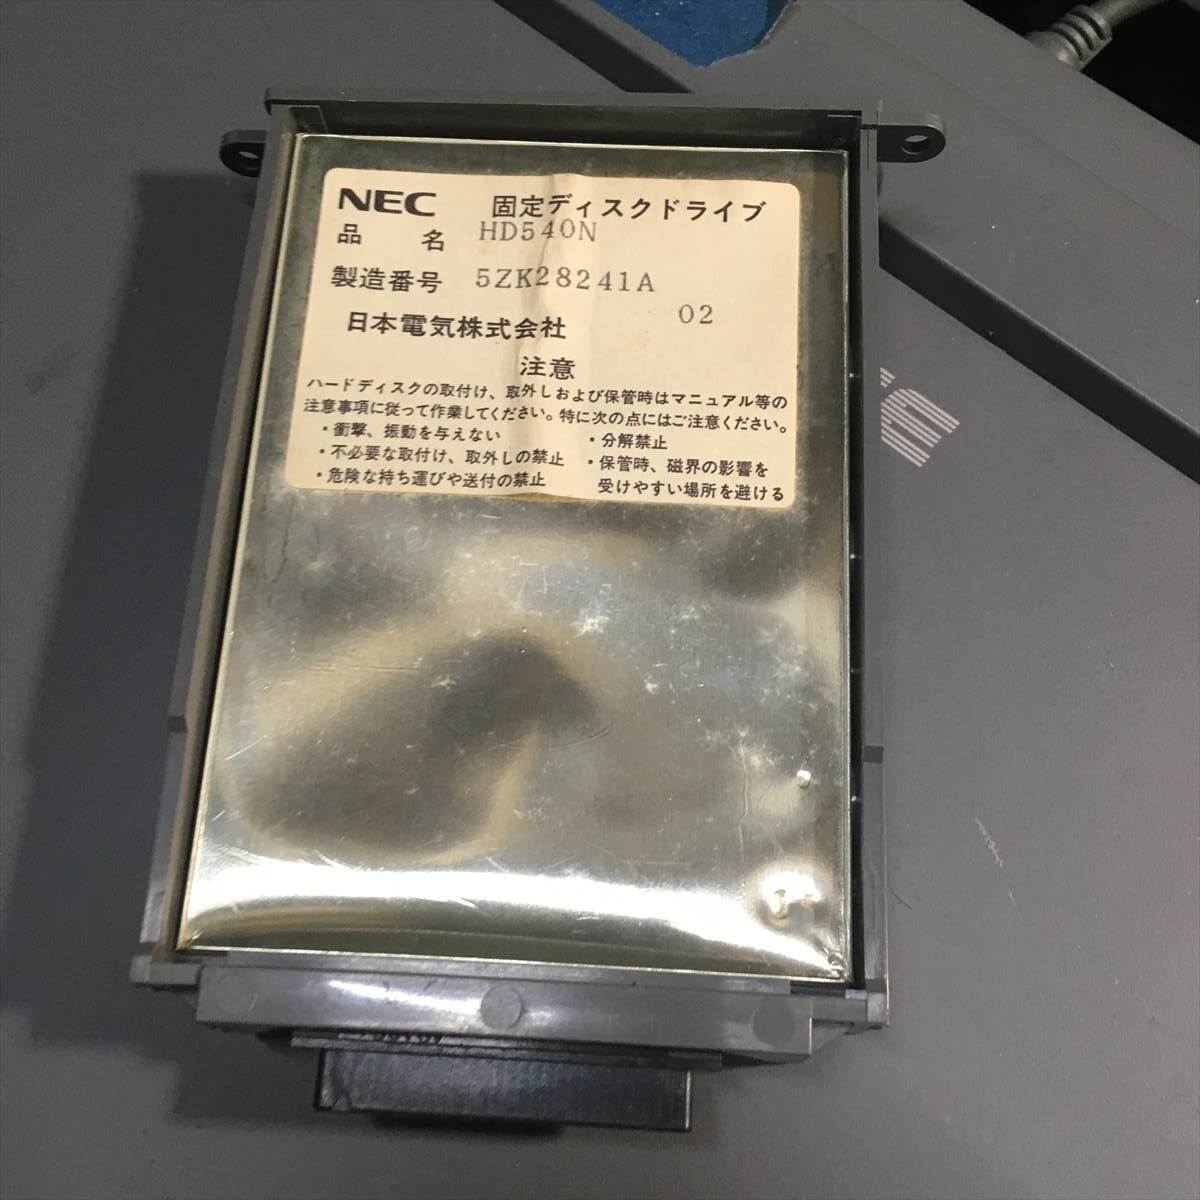 NEC 固定ディスクドライブ
品 名 HD540N
製造番号 5ZK28241A
02
日本電気株式会社
注意
ハードディスクの取付け、取外しおよび保管時はマニュアル等の
注意事項に従って作業してください。特に次の点にはご注意ください。
・衝撃、振動を与えない
・不必要な取付け、取外しの禁止
・危険な持ち運びや送付の禁止
・分解禁止
・保管時、磁界の影響を
受けやすい場所を避ける